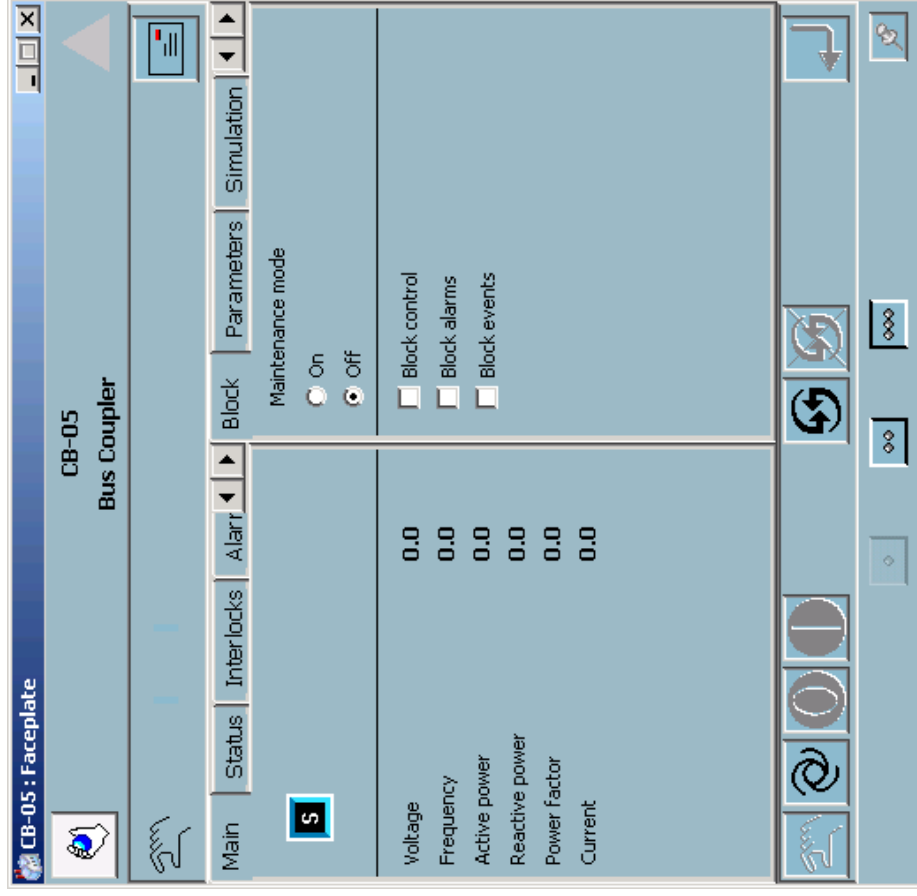 CB-05 : Faceplate
CB-05
Bus Coupler
Main Status Interlocks Alarr
S
Voltage 0.0
Frequency 0.0
Active power 0.0
Reactive power 0.0
Power factor 0.0
Current 0.0
Block Parameters Simulation
Maintenance mode
On
Off
Block control
Block alarms
Block events